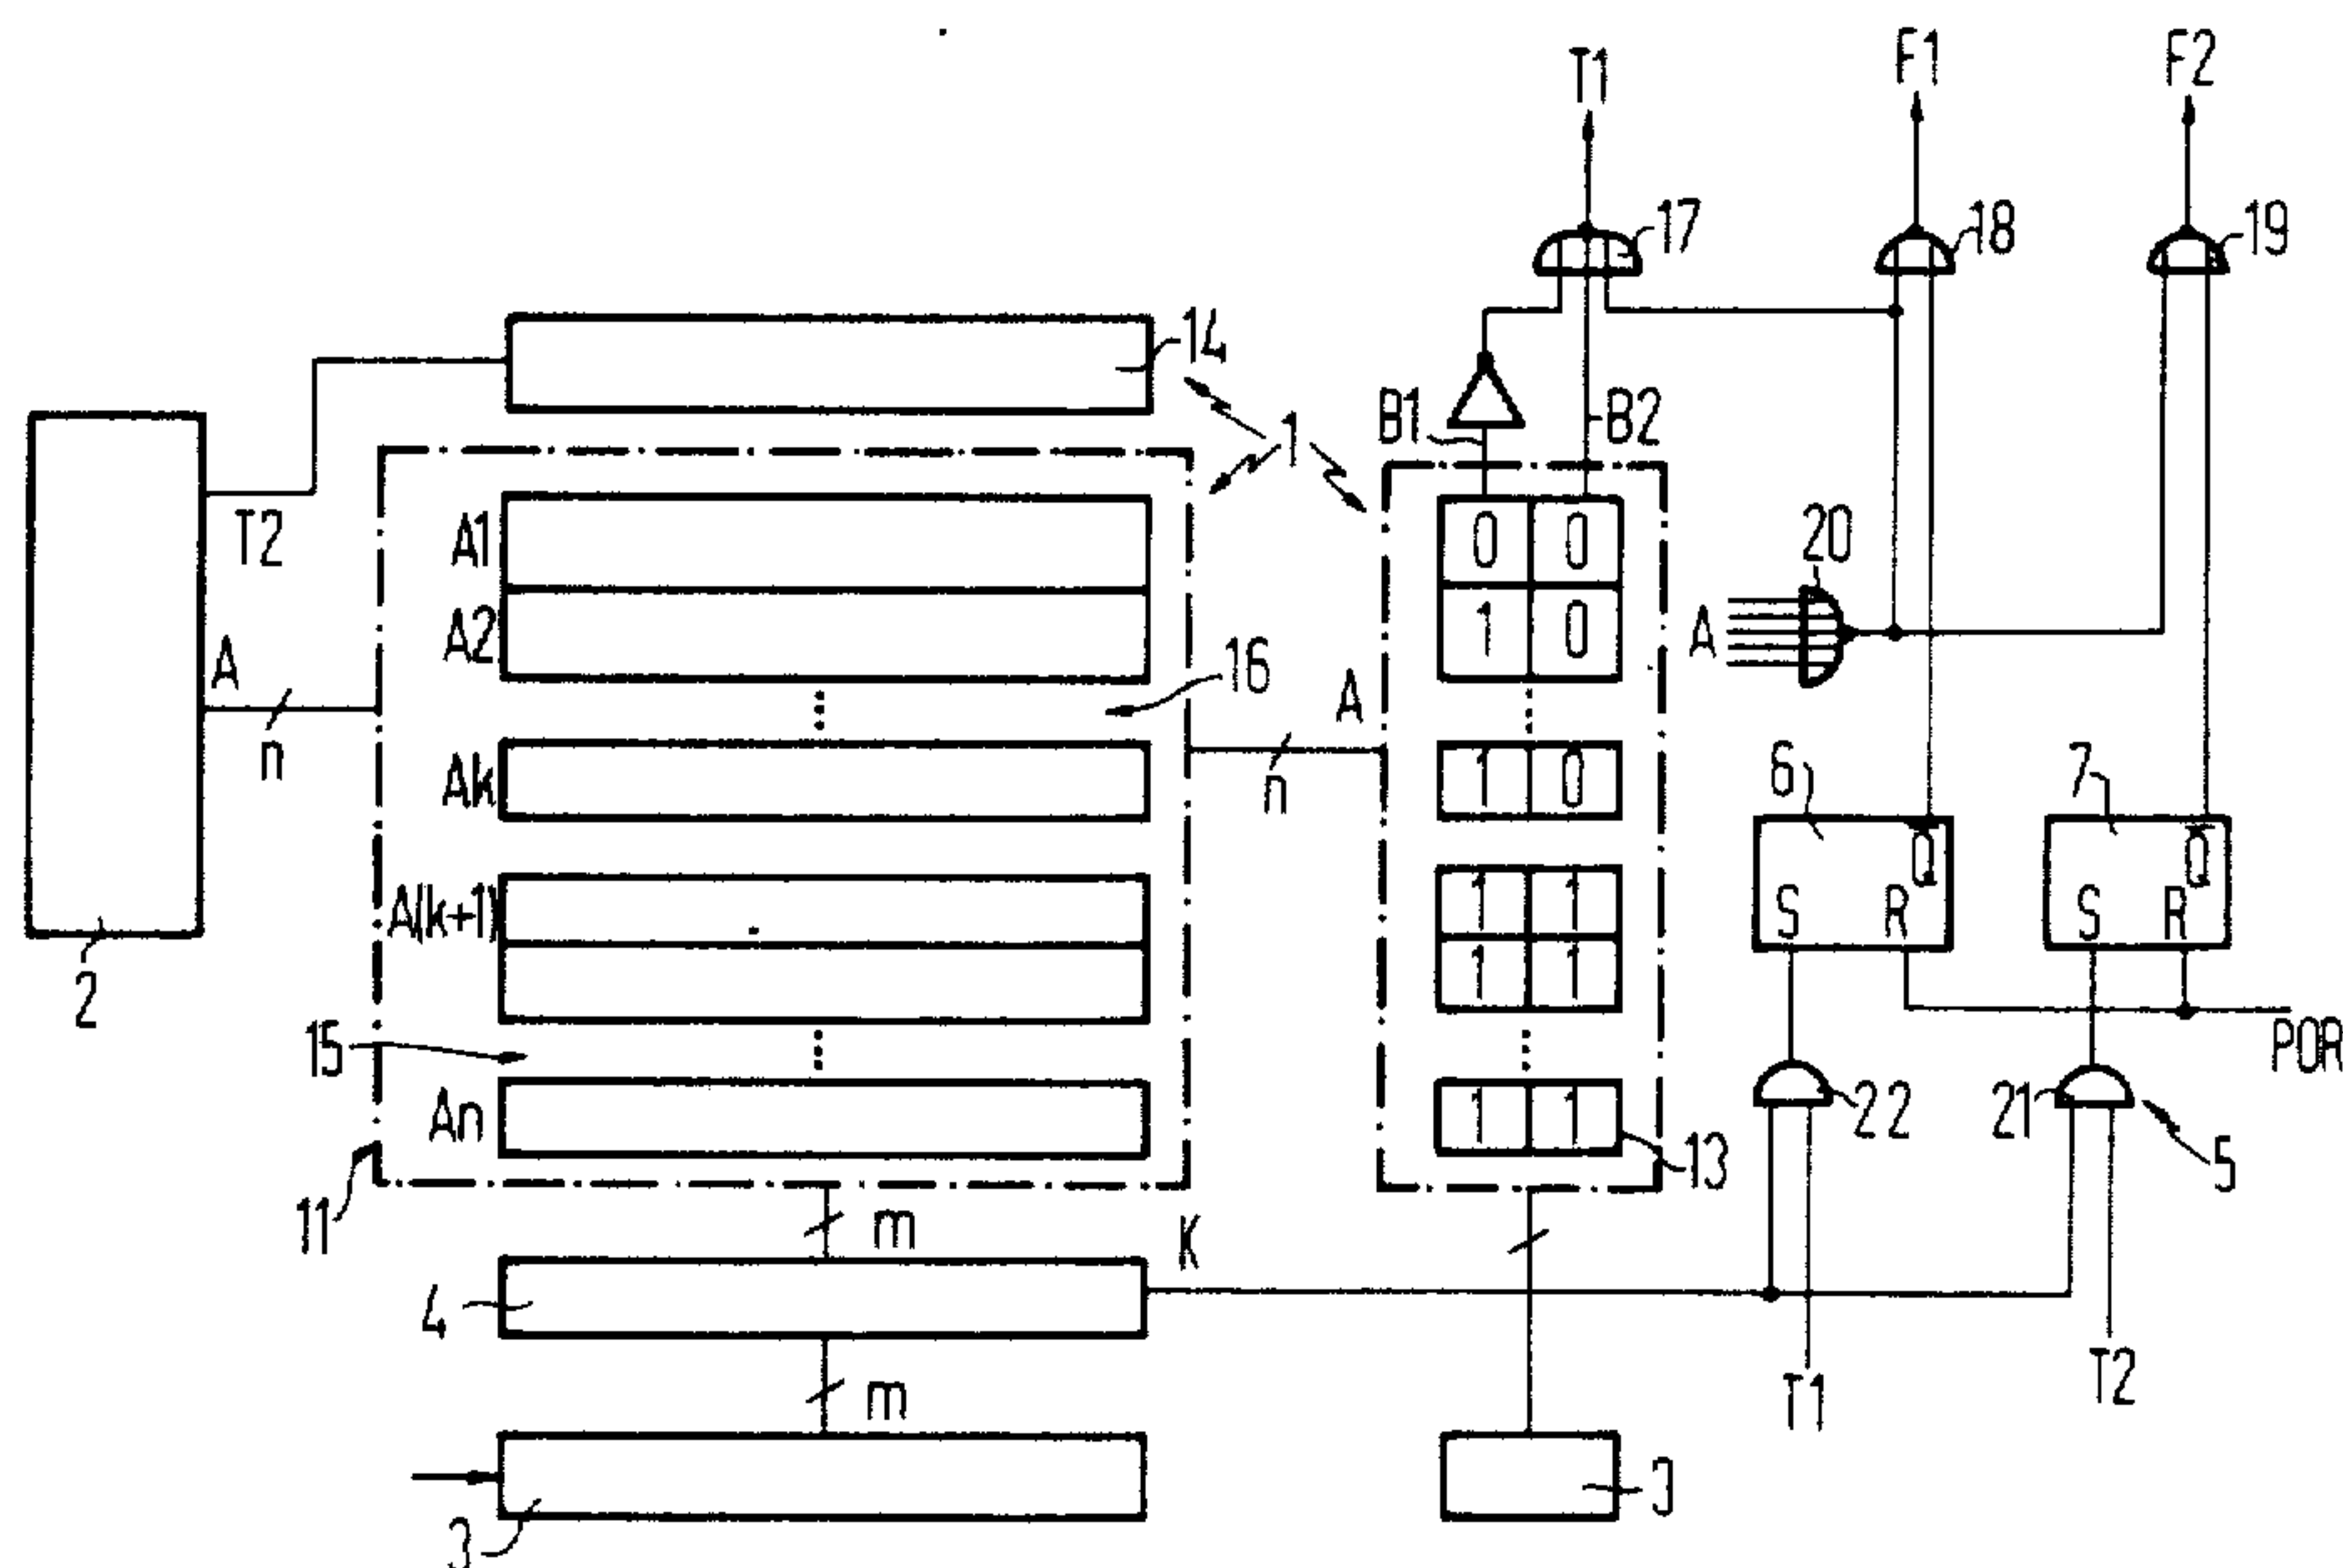 T1 F1 F2
17 18 19
14
B1 B2
1
T2
A1 0 0
20
A2 1 0
A
A
16
n
A
n
Ak 1 0
6 7
Q Q
A(k+1) 1 1
S R S R
1 1
2
15
POR
An 1 1
22 21
13
5
11
m
K
4
T1 T2
m
3
3